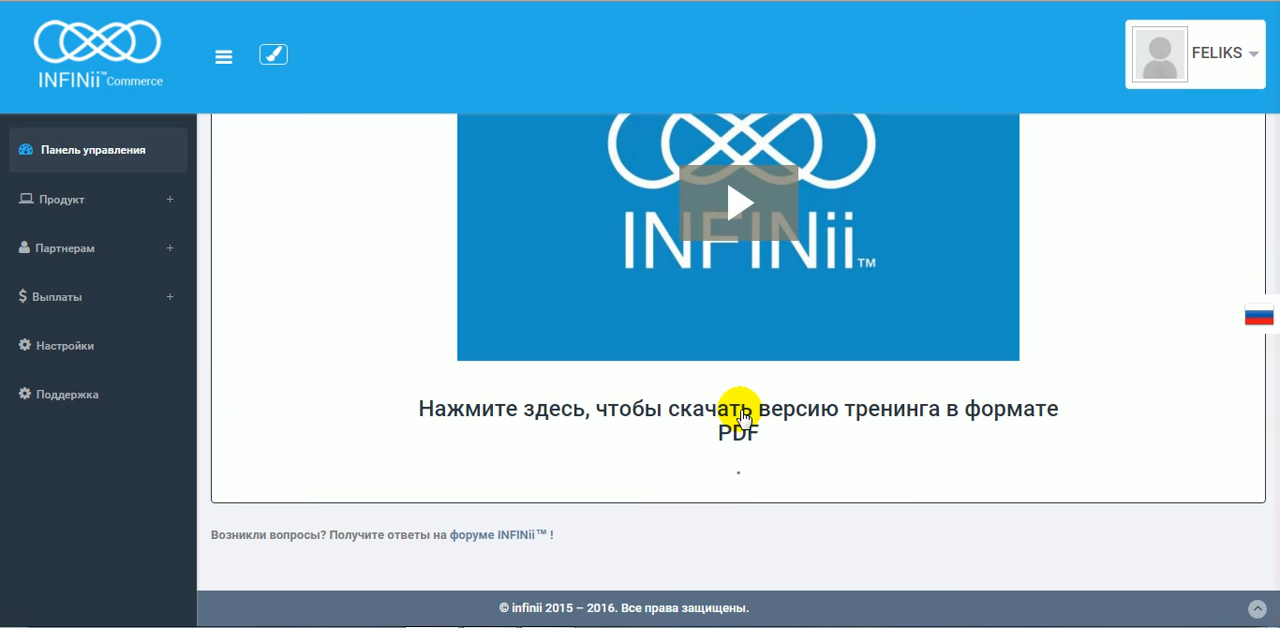 INFINii™ Commerce
FELIKS
Панель управления
Продукт +
Партнерам +
$ Выплаты +
Настройки
Поддержка
INFINii™
Нажмите здесь, чтобы скачать версию тренинга в формате
PDF
.
Возникли вопросы? Получите ответы на форуме INFINii™ !
© infinii 2015 – 2016. Все права защищены.